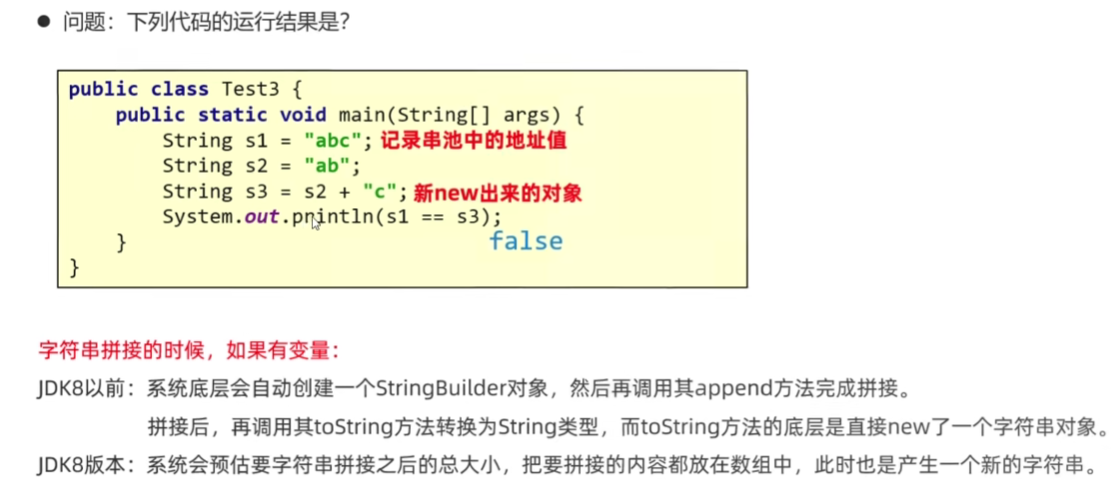 ● 问题：下列代码的运行结果是？
public class Test3 {
public static void main(String[] args) {
String s1 = "abc"; 记录串池中的地址值
String s2 = "ab";
String s3 = s2 + "c"; 新new出来的对象
System.out.println(s1 == s3);
} false
}
字符串拼接的时候，如果有变量：
JDK8以前：系统底层会自动创建一个StringBuilder对象，然后再调用其append方法完成拼接。
拼接后，再调用其toString方法转换为String类型，而toString方法的底层是直接new了一个字符串对象。
JDK8版本：系统会预估要字符串拼接之后的总大小，把要拼接的内容都放在数组中，此时也是产生一个新的字符串。